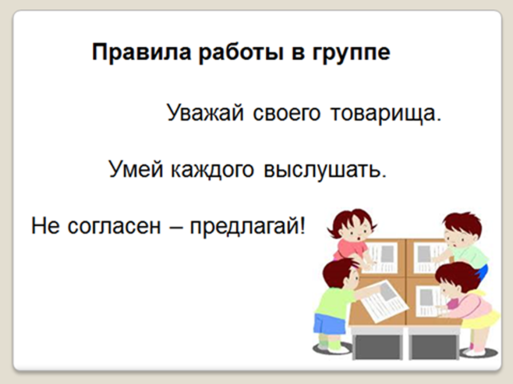 Правила работы в группе
Уважай своего товарища.
Умей каждого выслушать.
Не согласен – предлагай!